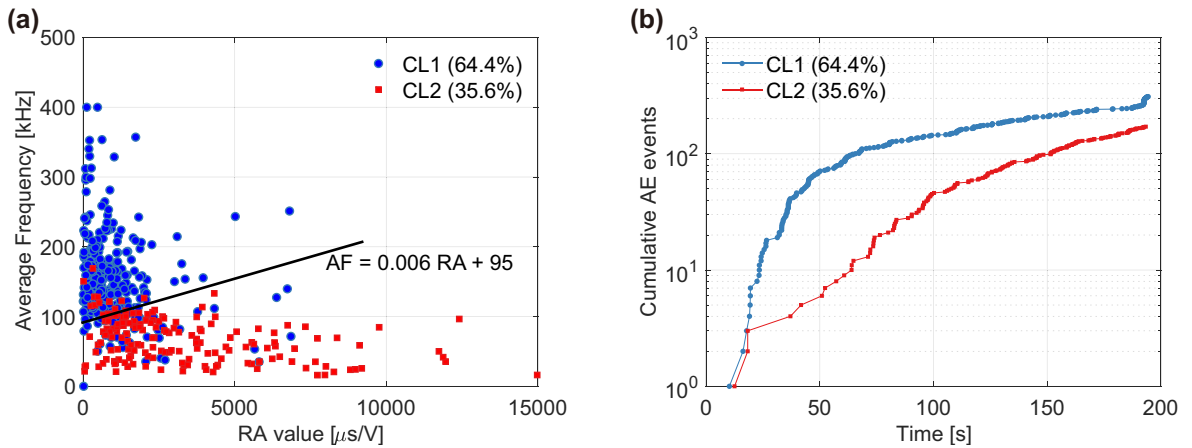 (a)
500
400
300
200
100
0
Average Frequency [kHz]
CL1 (64.4%)
CL2 (35.6%)
AF = 0.006 RA + 95
0
5000
10000
15000
RA value [μs/V]
(b)
10^3
10^2
10^1
10^0
Cumulative AE events
CL1 (64.4%)
CL2 (35.6%)
0
50
100
150
200
Time [s]